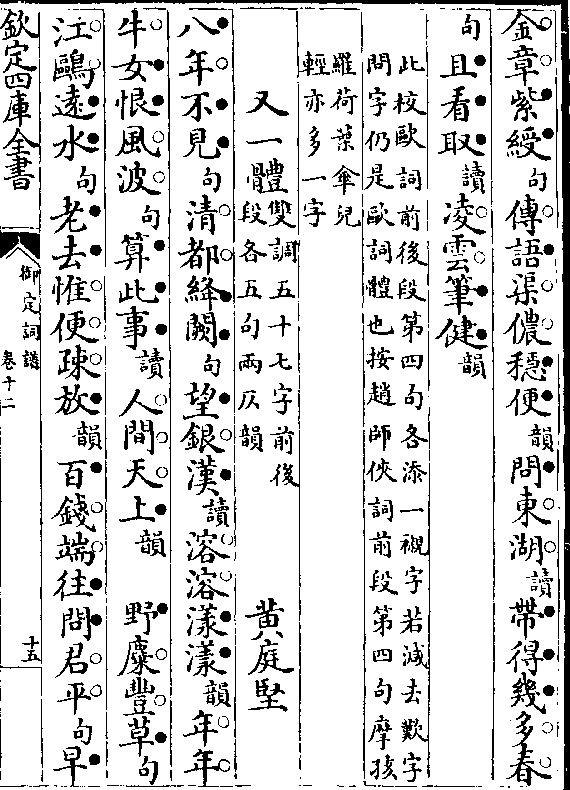 金章紫綬句傳語渠儂穩便韻問東湖讀帶得幾多春
句且看取讀凌雲筆健韻
此校歐詞前後段第四句各添一襯字若減去歎字
問字仍是歐詞體也按趙師俠詞前段第四句摩孩
羅荷葉傘兒
輕亦多一字
又一體雙調五十七字前後
段各五句兩仄韻
黄庭堅
八年不見句清都絳闕句望銀漢讀溶溶漾漾韻年年
牛女恨風波句算此事讀人間天上韻野麋豐草句
江鷗遠水句老去惟便疎放韻百錢端往問君平句早
欽定四庫全書
御定詞譜
卷十二
十五